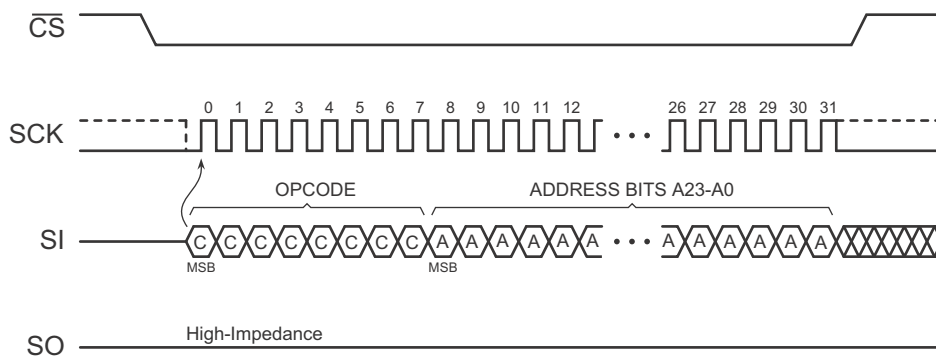 CS
0 1 2 3 4 5 6 7 8 9 10 11 12 26 27 28 29 30 31
SCK
OPCODE ADDRESS BITS A23-A0
SI C C C C C C C C A A A A A A A A A A A A
MSB MSB
High-Impedance
SO